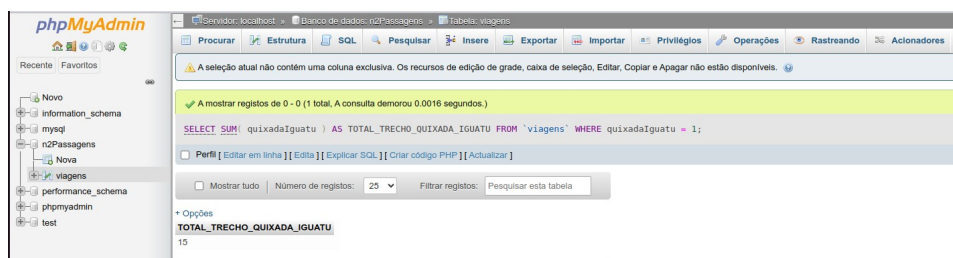 phpMyAdmin
Recente Favoritos
Novo
information_schema
mysql
n2Passagens
Nova
viagens
performance_schema
phpmyadmin
test
Servidor: localhost » Banco de dados: n2Passagens » Tabela: viagens
Procurar Estrutura SQL Pesquisar Insere Exportar Importar Privilégios Operações Rastreando Acionadores
A seleção atual não contém uma coluna exclusiva. Os recursos de edição de grade, caixa de seleção, Editar, Copiar e Apagar não estão disponíveis.
A mostrar registos de 0 - 0 (1 total, A consulta demorou 0.0016 segundos.)
SELECT SUM( quixadaIguatu ) AS TOTAL_TRECHO_QUIXADA_IGUATU FROM `viagens` WHERE quixadaIguatu = 1;
Perfil [ Editar em linha ] [ Edita ] [ Explicar SQL ] [ Criar código PHP ] [ Actualizar ]
Mostrar tudo | Número de registos: 25 Filtrar registos: Pesquisar esta tabela
+ Opções
TOTAL_TRECHO_QUIXADA_IGUATU
15